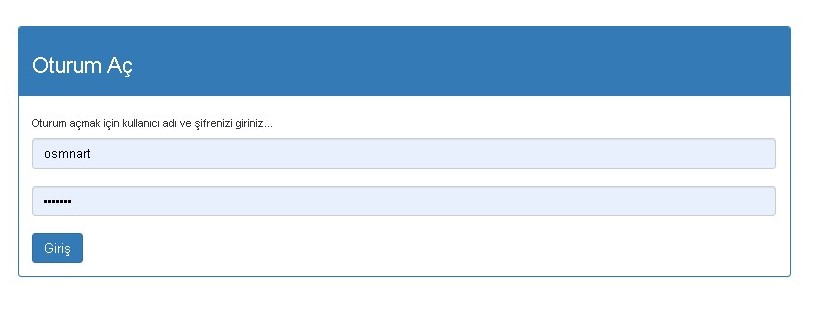 Oturum Aç
Oturum açmak için kullanıcı adı ve şifrenizi giriniz...
osmnart
•••••••
Giriş